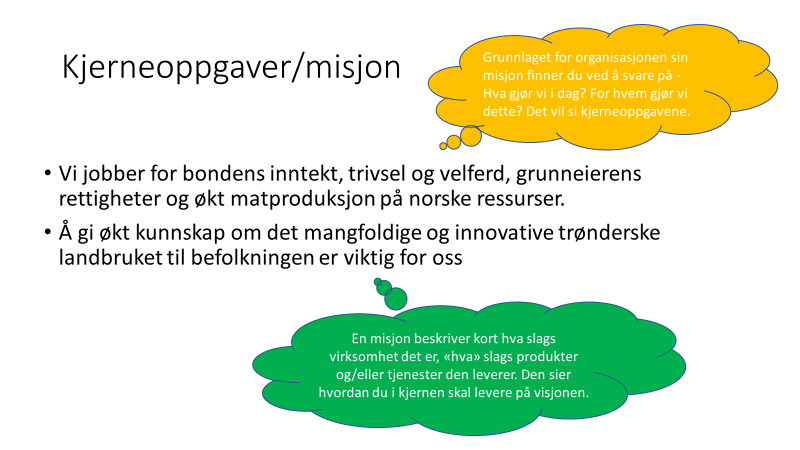 Kjerneoppgaver/misjon
Grunnlaget for organisasjonen sin
misjon finner du ved å svare på -
Hva gjør vi i dag? For hvem gjør vi
dette? Det vil si kjerneoppgavene.
• Vi jobber for bondens inntekt, trivsel og velferd, grunneierens
rettigheter og økt matproduksjon på norske ressurser.
• Å gi økt kunnskap om det mangfoldige og innovative trønderske
landbruket til befolkningen er viktig for oss
En misjon beskriver kort hva slags
virksomhet det er, «hva» slags produkter
og/eller tjenester den leverer. Den sier
hvordan du i kjernen skal levere på visjonen.